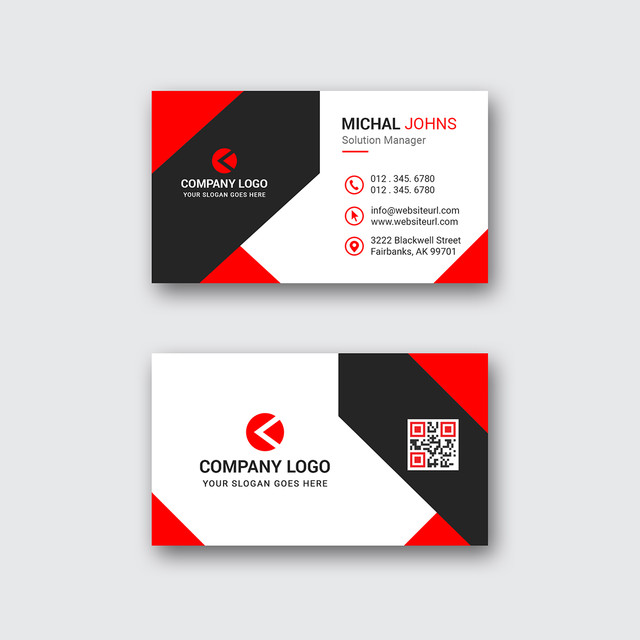 COMPANY LOGO
YOUR SLOGAN GOES HERE
MICHAL JOHNS
Solution Manager
012 . 345. 6780
012 . 345. 6780
info@websiteurl.com
www.websiteurl.com
3222 Blackwell Street
Fairbanks, AK 99701
COMPANY LOGO
YOUR SLOGAN GOES HERE